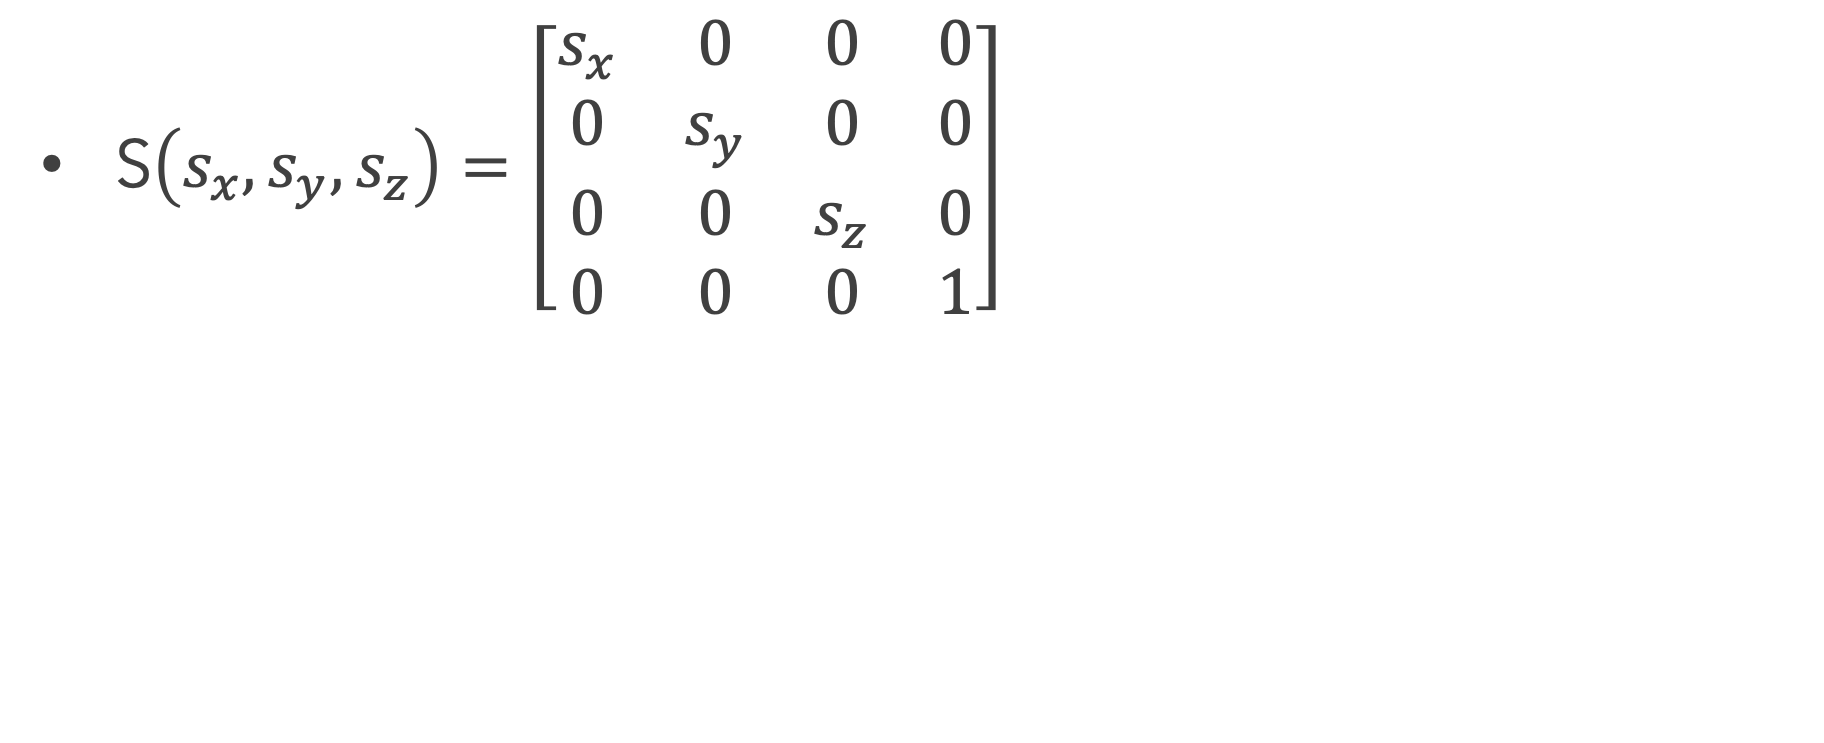 • S(sₓ, s_y, s_z) = [
sₓ 0 0 0
0 s_y 0 0
0 0 s_z 0
0 0 0 1
]